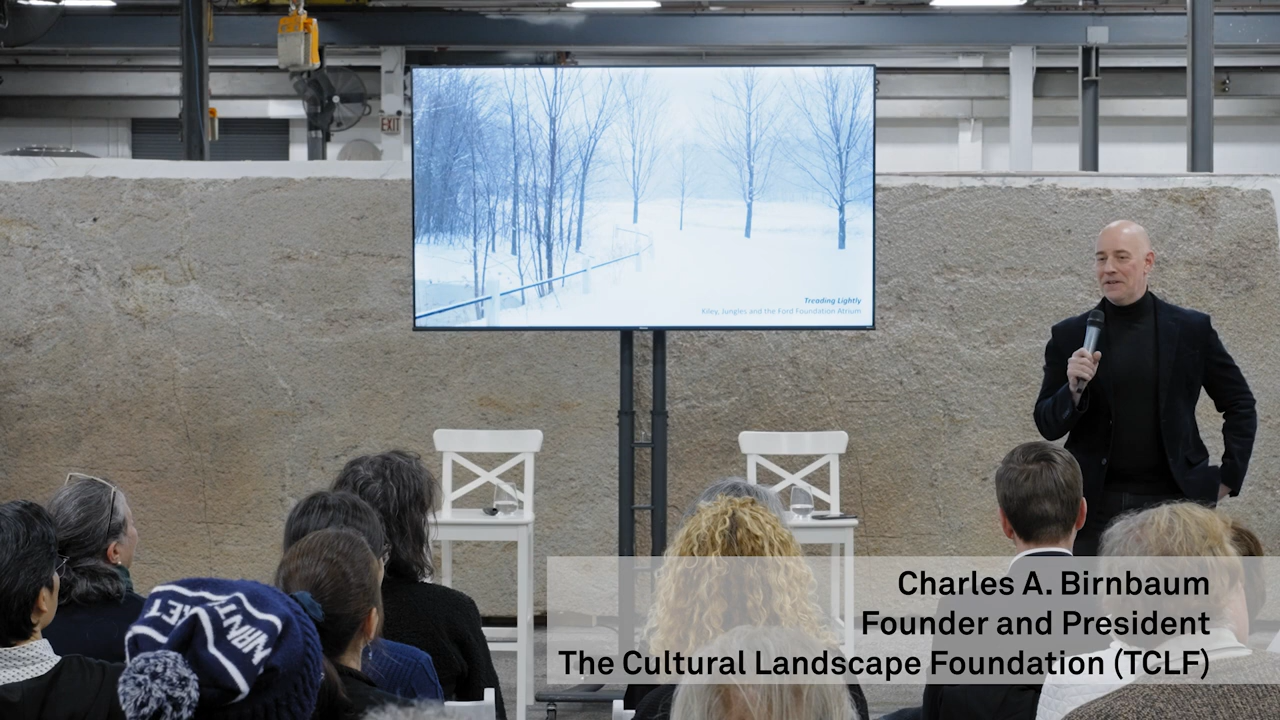 EXIT
Treading Lightly
Kiley, Jungles and the Ford Foundation Atrium
Charles A. Birnbaum
Founder and President
The Cultural Landscape Foundation (TCLF)